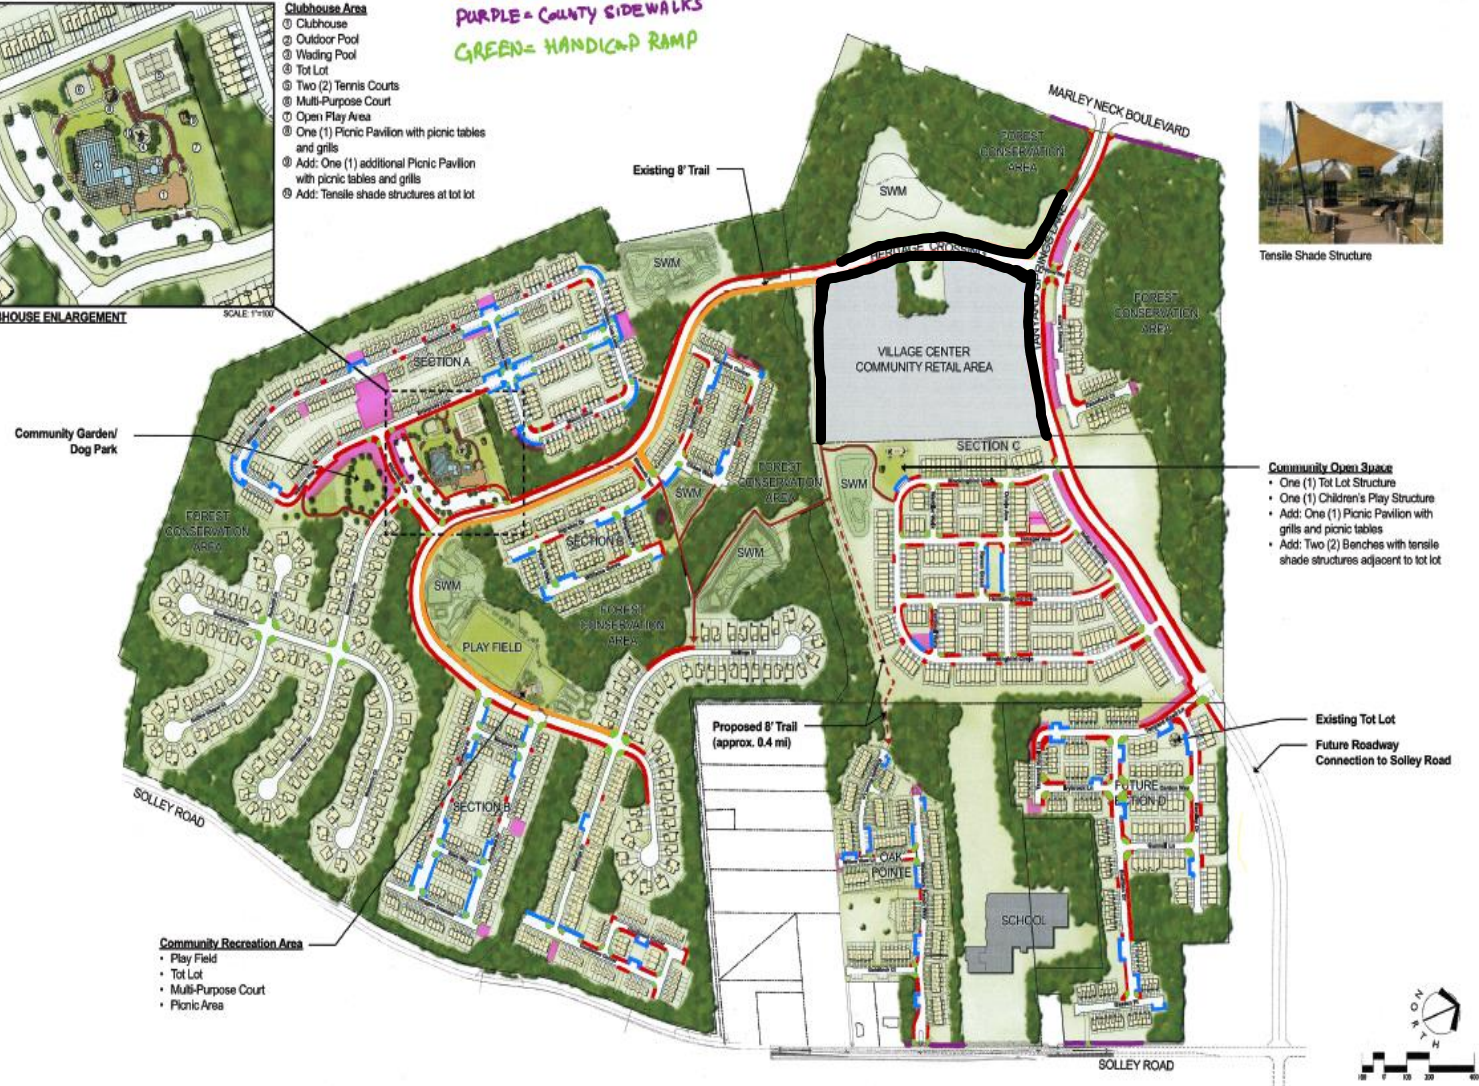 PURPLE = COUNTY SIDEWALKS
GREEN = HANDICAP RAMP
Clubhouse Area
① Clubhouse
② Outdoor Pool
③ Wading Pool
④ Tot Lot
⑤ Two (2) Tennis Courts
⑥ Multi-Purpose Court
⑦ Open Play Area
⑧ One (1) Picnic Pavilion with picnic tables
and grills
⑨ Add: One (1) additional Picnic Pavilion
with picnic tables and grills
⑩ Add: Tensile shade structures at tot lot
HOUSE ENLARGEMENT
SCALE: 1"=100'
MARLEY NECK BOULEVARD
FOREST
CONSERVATION
AREA
Existing 8' Trail
SWM
HERITAGE CROSSING
TANYARD SPRINGS LANE
Tensile Shade Structure
SWM
FOREST
CONSERVATION
AREA
VILLAGE CENTER
COMMUNITY RETAIL AREA
SECTION A
Community Garden/
Dog Park
SECTION C
FOREST
CONSERVATION
AREA
SWM
SWM
Community Open Space
• One (1) Tot Lot Structure
• One (1) Children's Play Structure
• Add: One (1) Picnic Pavilion with
grills and picnic tables
• Add: Two (2) Benches with tensile
shade structures adjacent to tot lot
FOREST
CONSERVATION
AREA
SECTION B
SWM
SWM
FOREST
CONSERVATION
AREA
PLAY FIELD
Proposed 8' Trail
(approx. 0.4 mi)
Existing Tot Lot
Future Roadway
Connection to Solley Road
SOLLEY ROAD
SECTION B
FUTURE
SECTION D
OAK
POINTE
SCHOOL
Community Recreation Area
• Play Field
• Tot Lot
• Multi-Purpose Court
• Picnic Area
NORTH
SOLLEY ROAD